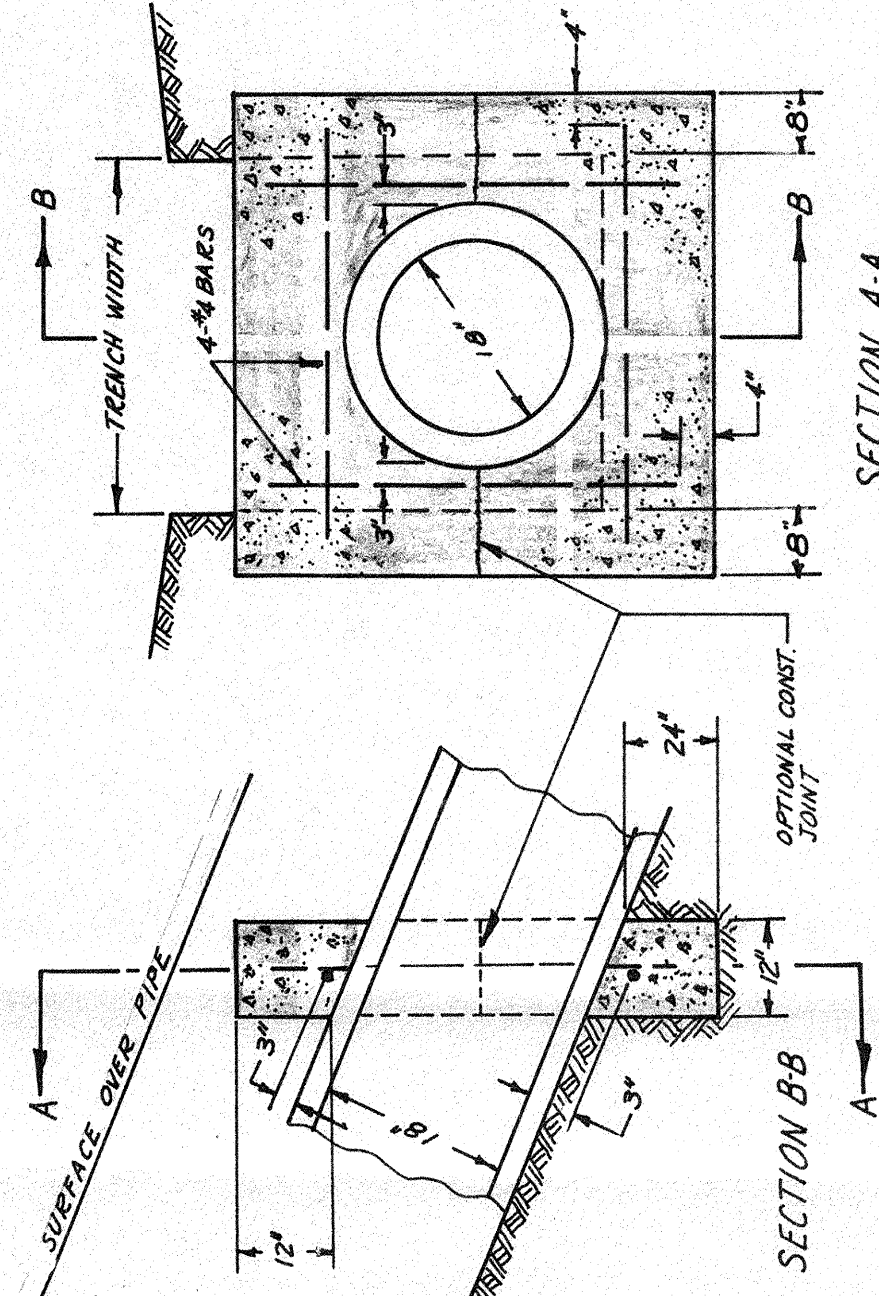 B
TRENCH WIDTH
4-#4 BARS
4"
3"
3"
18"
4"
8"
8"
B
SECTION A-A
A
SURFACE OVER PIPE
3"
12"
18"
3"
24"
12"
OPTIONAL CONST.
JOINT
SECTION B-B
A